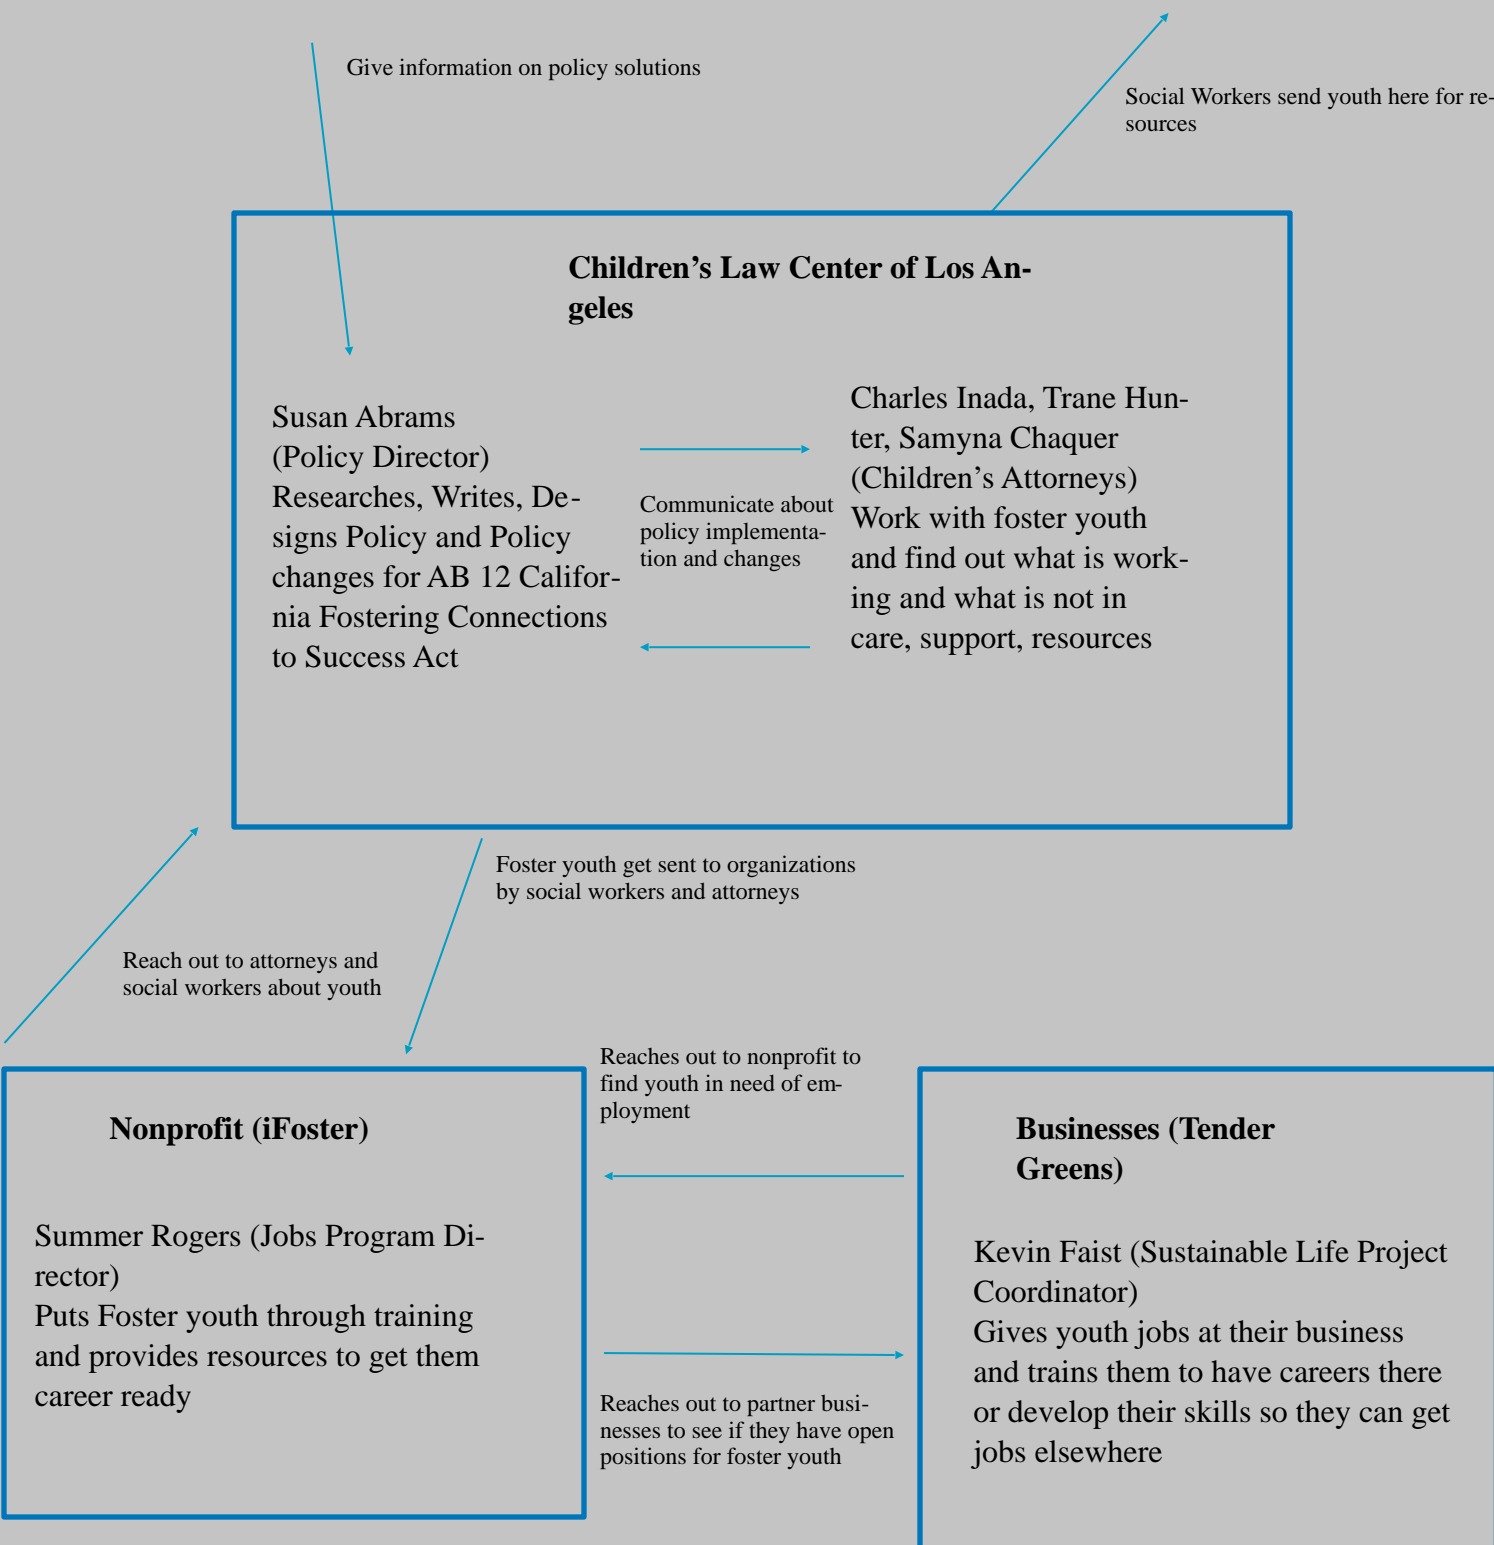 Give information on policy solutions
Social Workers send youth here for re-
sources
Children’s Law Center of Los An-
geles
Susan Abrams
(Policy Director)
Researches, Writes, De-
signs Policy and Policy
changes for AB 12 Califor-
nia Fostering Connections
to Success Act
Communicate about
policy implementa-
tion and changes
Charles Inada, Trane Hun-
ter, Samyna Chaquer
(Children’s Attorneys)
Work with foster youth
and find out what is work-
ing and what is not in
care, support, resources
Foster youth get sent to organizations
by social workers and attorneys
Reach out to attorneys and
social workers about youth
Nonprofit (iFoster)
Summer Rogers (Jobs Program Di-
rector)
Puts Foster youth through training
and provides resources to get them
career ready
Reaches out to nonprofit to
find youth in need of em-
ployment
Reaches out to partner busi-
nesses to see if they have open
positions for foster youth
Businesses (Tender
Greens)
Kevin Faist (Sustainable Life Project
Coordinator)
Gives youth jobs at their business
and trains them to have careers there
or develop their skills so they can get
jobs elsewhere